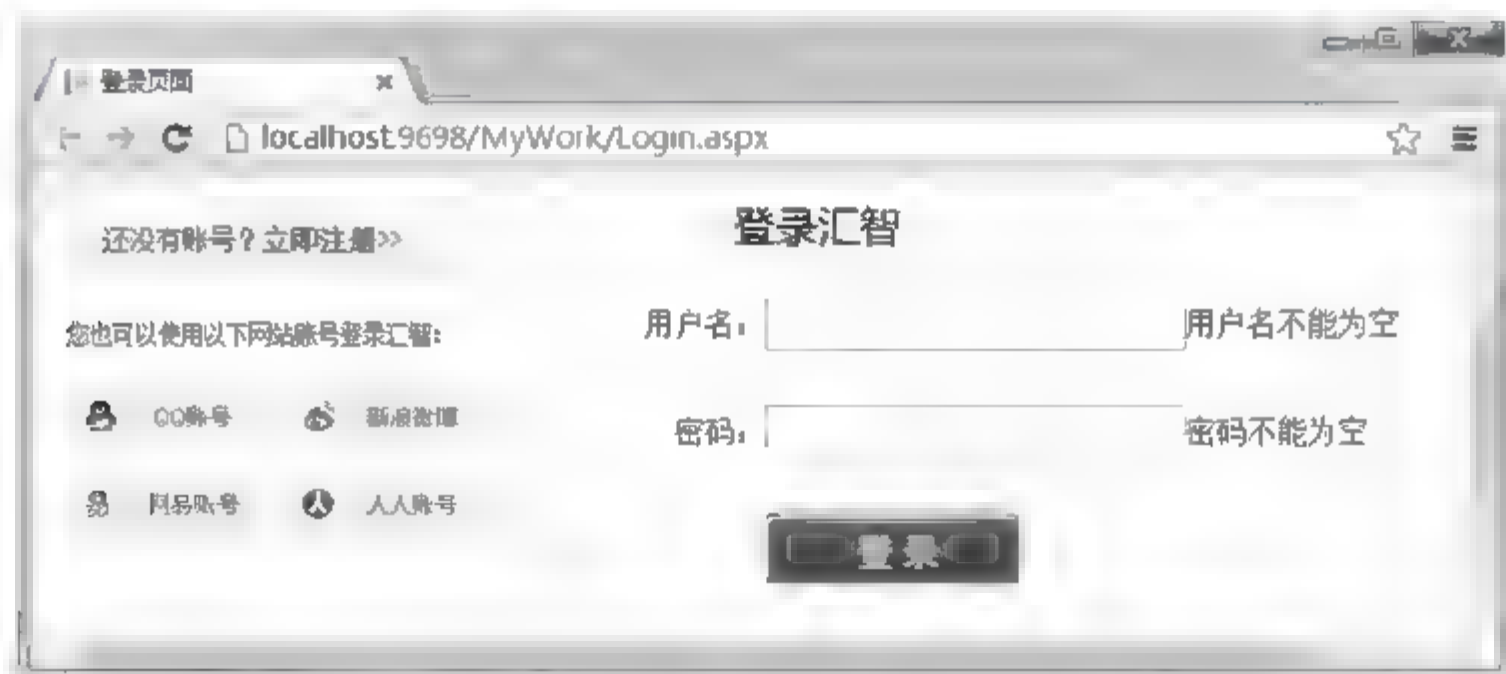 登录页面
localhost:9698/MyWork/Login.aspx
登录汇智
还没有账号？立即注册>>
您也可以使用以下网站账号登录汇智：
用户名：
用户名不能为空
QQ账号
新浪微博
密码：
密码不能为空
网易账号
人人账号
登 录